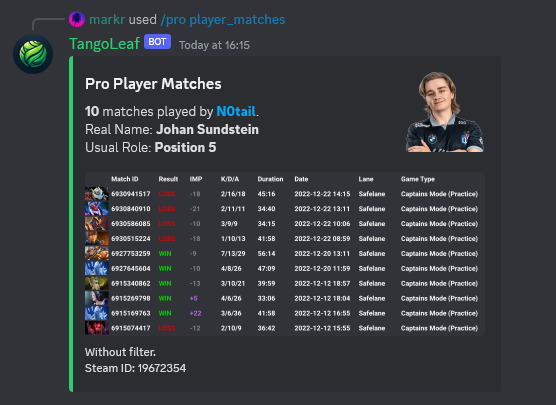 markr used /pro player_matches
TangoLeaf BOT Today at 16:15
Pro Player Matches
10 matches played by N0tail.
Real Name: Johan Sundstein
Usual Role: Position 5
Match ID Result IMP K/D/A Duration Date Lane Game Type
6930941517 LOSS -18 2/16/18 45:16 2022-12-22 14:15 Safelane Captains Mode (Practice)
6930840910 LOSS -21 2/11/11 34:40 2022-12-22 13:11 Safelane Captains Mode (Practice)
6930586085 LOSS -10 3/9/9 34:15 2022-12-22 10:06 Safelane Captains Mode (Practice)
6930515224 LOSS -18 1/10/13 41:58 2022-12-22 08:59 Safelane Captains Mode (Practice)
6927753259 WIN -9 7/13/29 56:14 2022-12-20 13:11 Safelane Captains Mode (Practice)
6927645604 WIN -10 4/8/26 47:09 2022-12-20 11:59 Safelane Captains Mode (Practice)
6915340862 WIN -13 3/10/21 39:59 2022-12-12 18:57 Safelane Captains Mode (Practice)
6915269798 WIN +5 4/6/26 33:06 2022-12-12 18:04 Safelane Captains Mode (Practice)
6915169763 WIN +22 3/6/36 41:58 2022-12-12 16:55 Safelane Captains Mode (Practice)
6915074417 LOSS -12 2/10/9 36:42 2022-12-12 15:55 Safelane Captains Mode (Practice)
Without filter.
Steam ID: 19672354